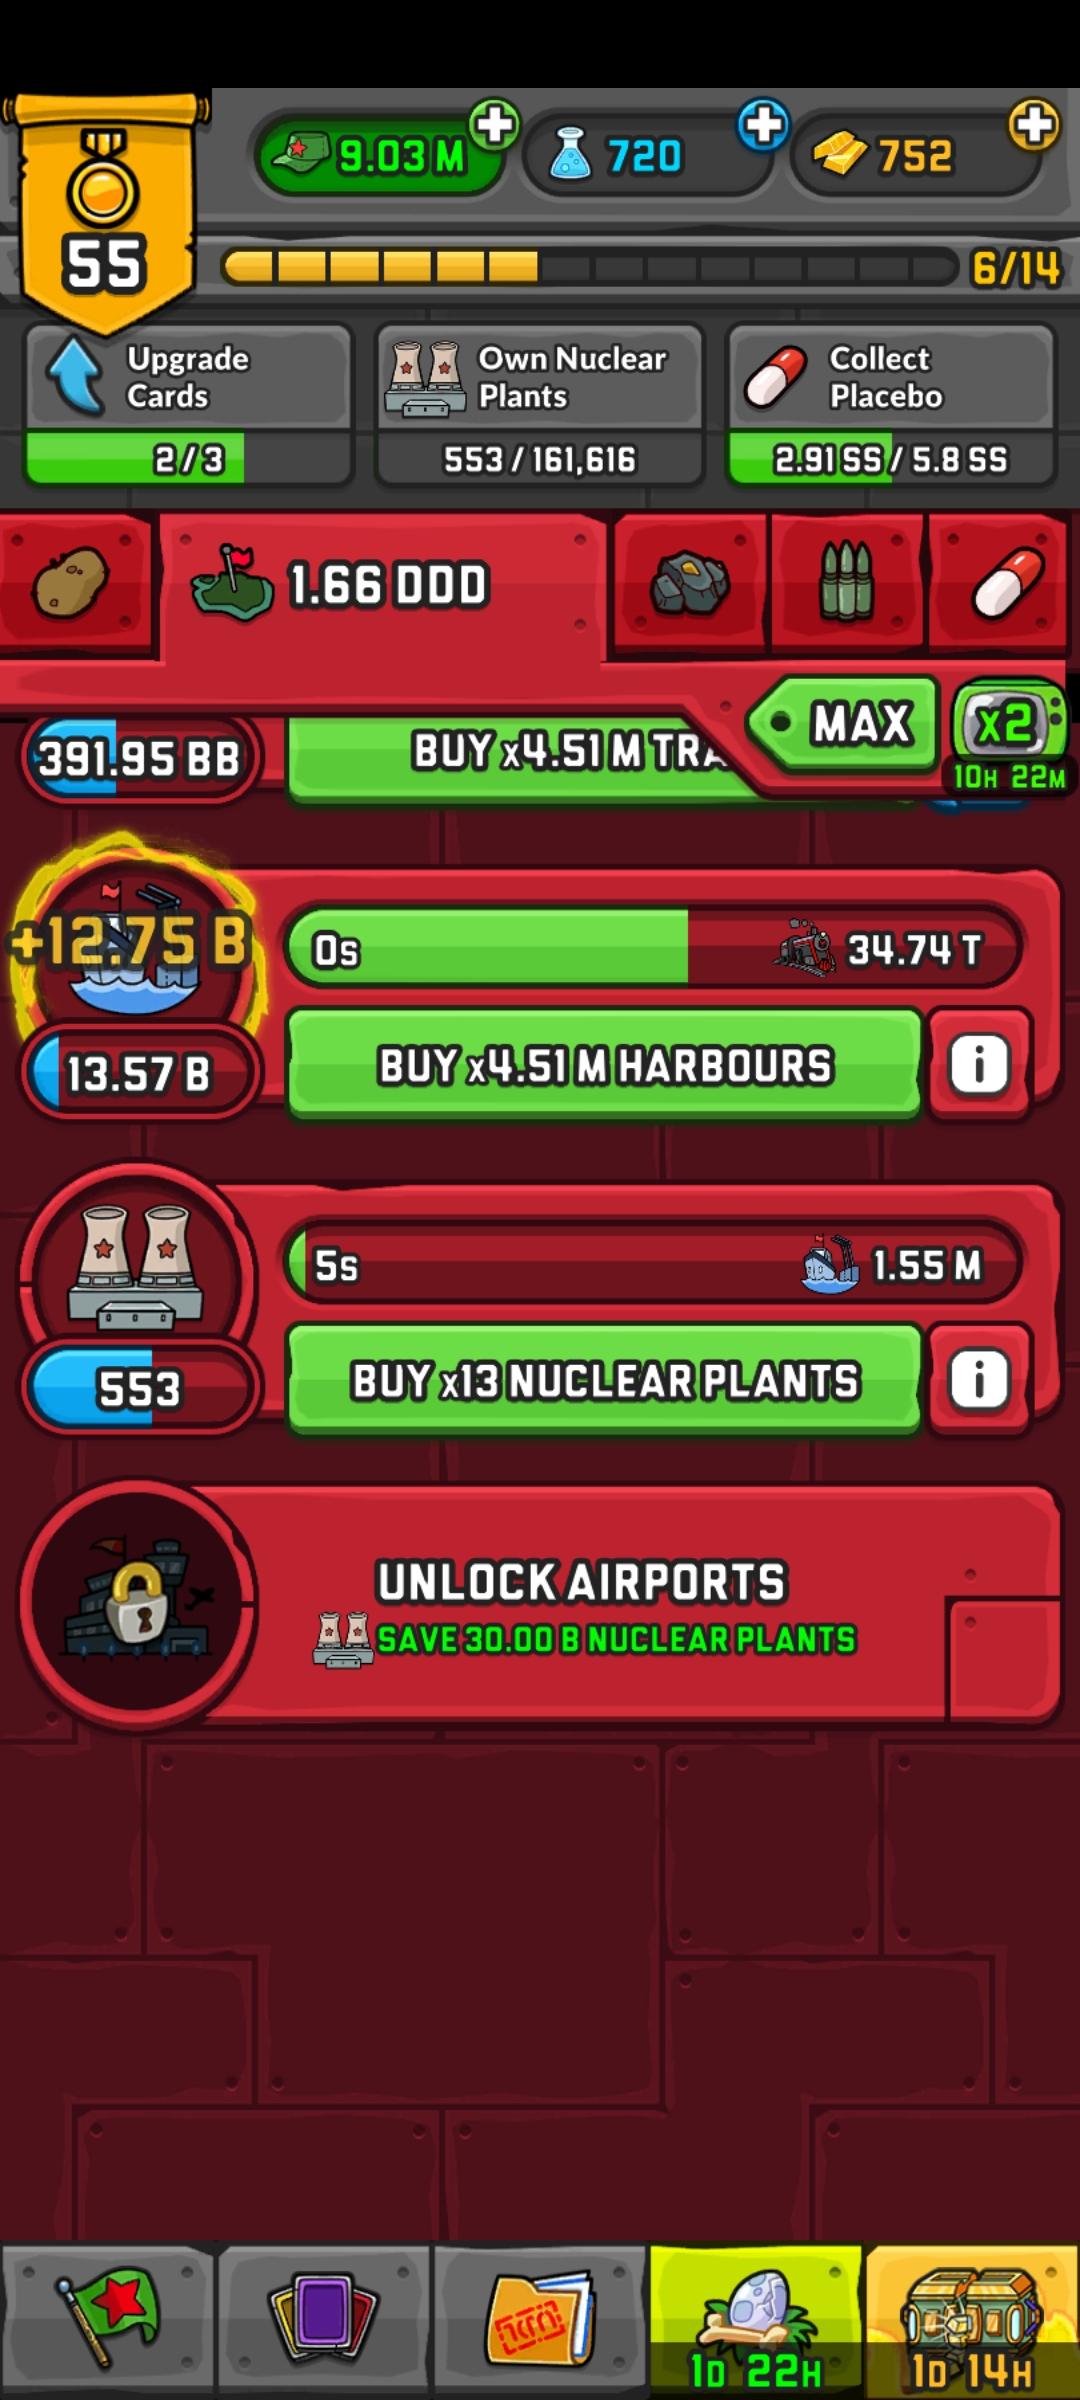 55
9.03 M
720
752
6/14
Upgrade
Cards
2 / 3
Own Nuclear
Plants
553 / 161,616
Collect
Placebo
2.91 SS / 5.8 SS
1.66 DDD
MAX
X2
10H 22M
391.95 BB
BUY x4.51 M TRA
+12.75 B
0s
34.74 T
13.57 B
BUY x4.51 M HARBOURS
i
5s
1.55 M
553
BUY x13 NUCLEAR PLANTS
i
UNLOCK AIRPORTS
SAVE 30.00 B NUCLEAR PLANTS
1D 22H
1D 14H